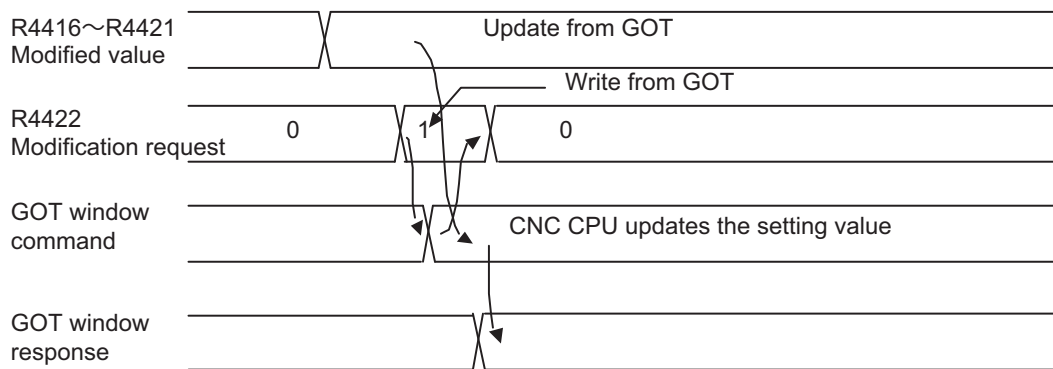 R4416～R4421
Modified value
Update from GOT
Write from GOT
R4422
Modification request
0
1
0
GOT window
command
CNC CPU updates the setting value
GOT window
response